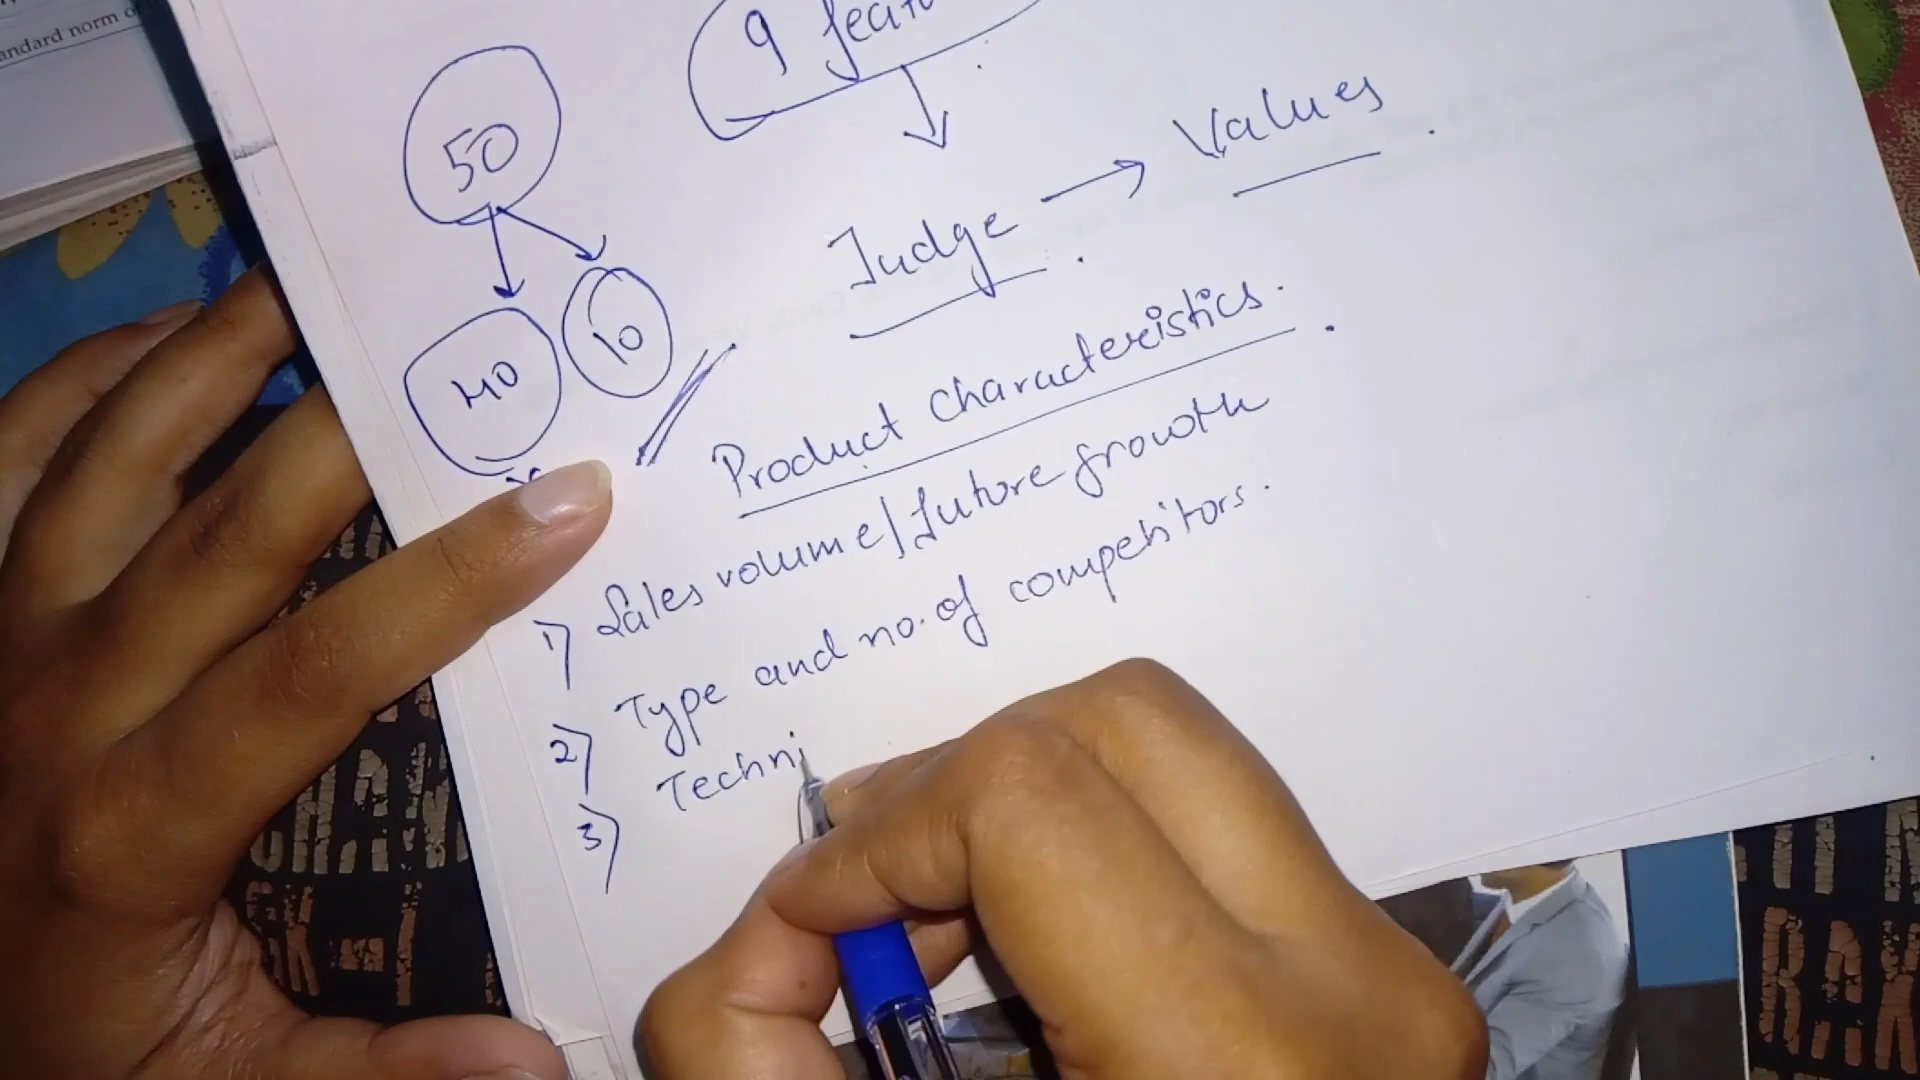 andard norm o
9 featu
50
Values
Judge
40
10
Product Characteristics.
1) Sales volume/future growth
2) Type and no. of competitors.
3) Techni